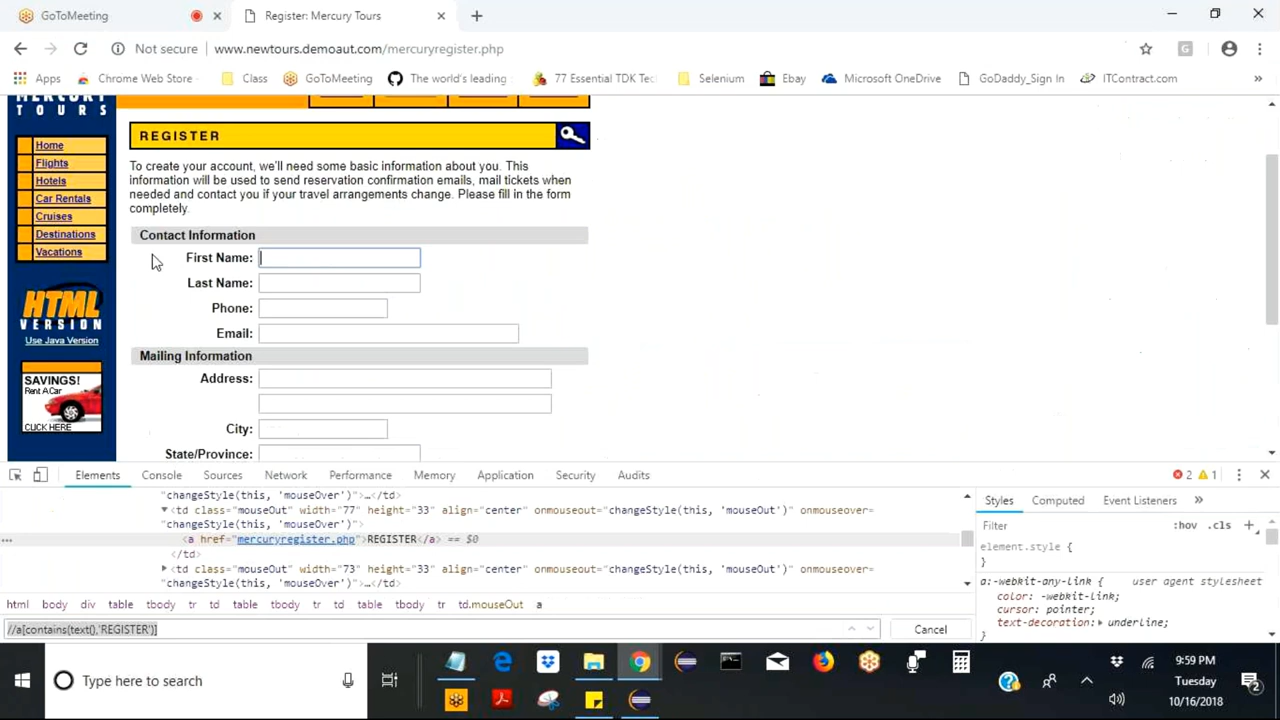 GoToMeeting
Register: Mercury Tours
Not secure
www.newtours.demoaut.com/mercuryregister.php
Apps
Chrome Web Store
Class
GoToMeeting
The world's leading
77 Essential TDK Tec
Selenium
Ebay
Microsoft OneDrive
GoDaddy_Sign In
ITContract.com
»
MERCURY
TOURS
Home
Flights
Hotels
Car Rentals
Cruises
Destinations
Vacations
HTML
VERSION
Use Java Version
SAVINGS!
Rent A Car
CLICK HERE
REGISTER
To create your account, we'll need some basic information about you. This
information will be used to send reservation confirmation emails, mail tickets when
needed and contact you if your travel arrangements change. Please fill in the form
completely.
Contact Information
First Name:
Last Name:
Phone:
Email:
Mailing Information
Address:
City:
State/Province:
Elements
Console
Sources
Network
Performance
Memory
Application
Security
Audits
2
1
"changeStyle(this, 'mouseOver')">…</td>
<td class="mouseOut" width="77" height="33" align="center" onmouseout="changeStyle(this, 'mouseOut')" onmouseover=
"changeStyle(this, 'mouseOver')">
<a href="mercuryregister.php">REGISTER</a> == $0
</td>
<td class="mouseOut" width="73" height="33" align="center" onmouseout="changeStyle(this, 'mouseOut')" onmouseover=
"changeStyle(this, 'mouseOver')">…</td>
html body div table tbody tr td table tbody tr td table tbody tr td.mouseOut a
//a[contains(text(),'REGISTER')]
Cancel
Styles
Computed
Event Listeners
»
Filter
:hov .cls +
element.style {
}
a:-webkit-any-link { user agent stylesheet
color: -webkit-link;
cursor: pointer;
text-decoration: underline;
}
Type here to search
9:59 PM
Tuesday
10/16/2018
2